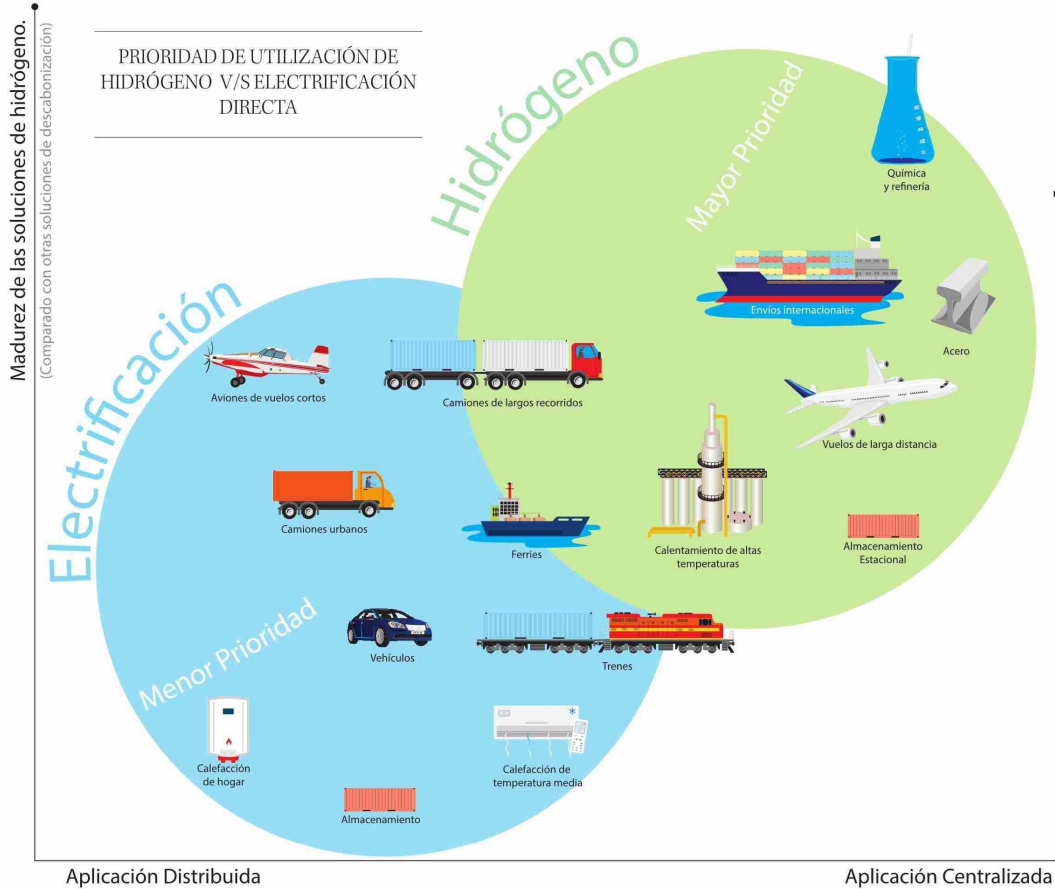 PRIORIDAD DE UTILIZACIÓN DE
HIDRÓGENO V/S ELECTRIFICACIÓN
DIRECTA
Madurez de las soluciones de hidrógeno.
(Comparado con otras soluciones de descabonización)
Hidrógeno
Mayor Prioridad
Química
y refinería
Envíos internacionales
Acero
Electrificación
Aviones de vuelos cortos
Camiones de largos recorridos
Vuelos de larga distancia
Camiones urbanos
Ferries
Calentamiento de altas
temperaturas
Almacenamiento
Estacional
Menor Prioridad
Vehículos
Trenes
Calefacción
de hogar
Calefacción de
temperatura media
Almacenamiento
Aplicación Distribuida
Aplicación Centralizada